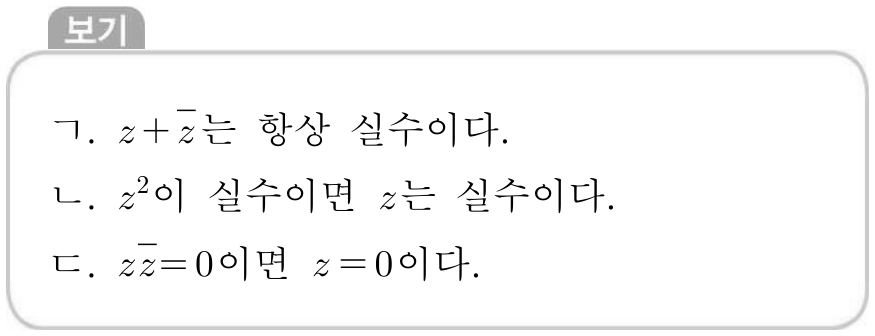 보기
ㄱ. z+z̅는 항상 실수이다.
ㄴ. z²이 실수이면 z는 실수이다.
ㄷ. zz̅=0이면 z=0이다.